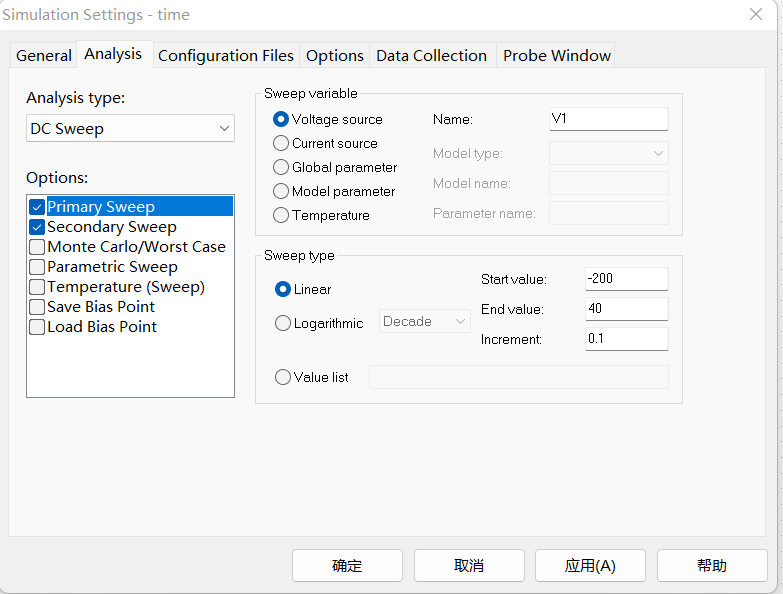 Simulation Settings - time
General Analysis Configuration Files Options Data Collection Probe Window
Analysis type:
DC Sweep
Options:
Primary Sweep
Secondary Sweep
Monte Carlo/Worst Case
Parametric Sweep
Temperature (Sweep)
Save Bias Point
Load Bias Point
Sweep variable
Voltage source
Current source
Global parameter
Model parameter
Temperature
Name: V1
Model type:
Model name:
Parameter name:
Sweep type
Linear
Logarithmic Decade
Value list
Start value: -200
End value: 40
Increment: 0.1
确定 取消 应用(A) 帮助